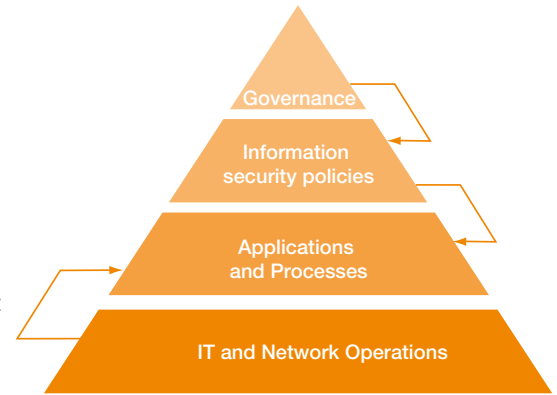 Governance
Information
security policies
Applications
and Processes
IT and Network Operations